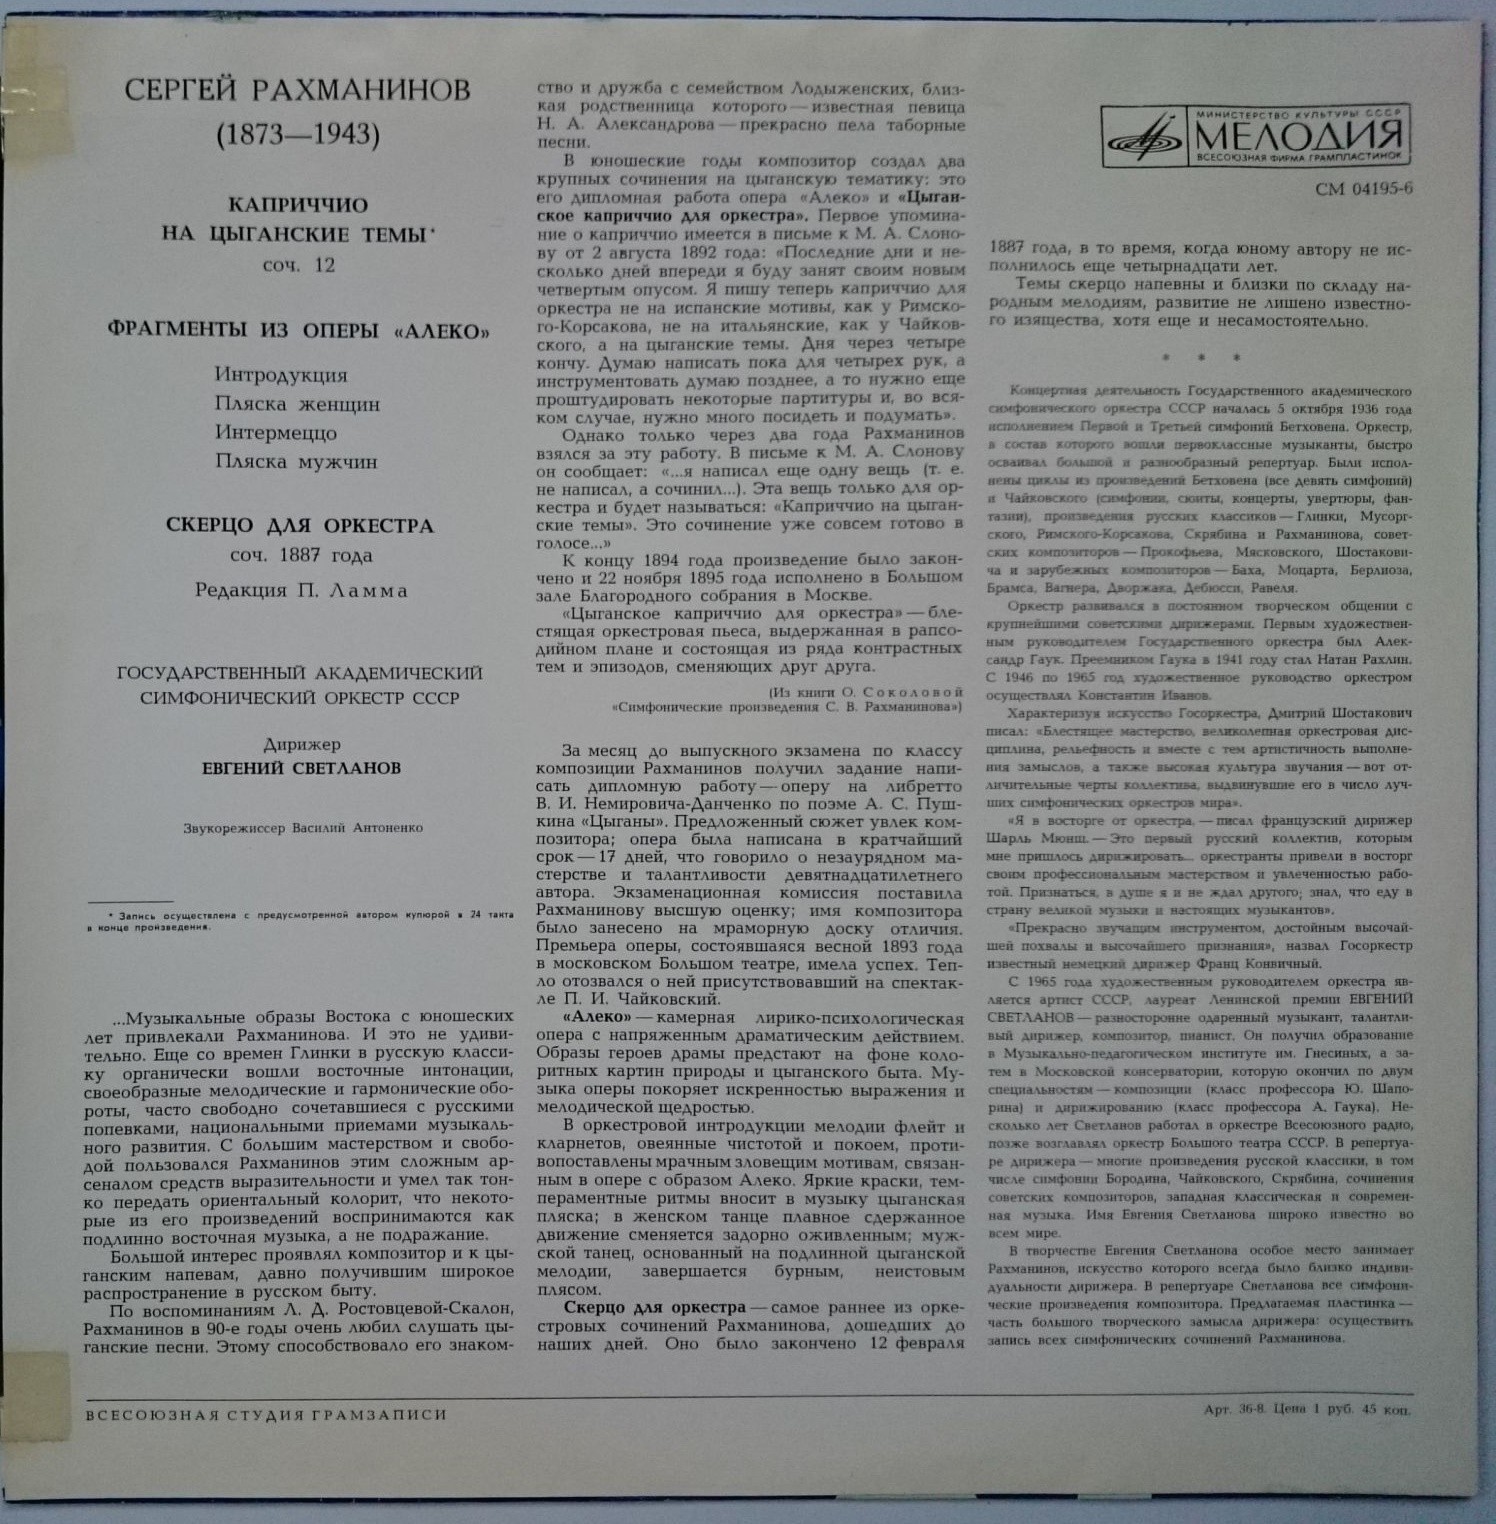 СЕРГЕЙ РАХМАНИНОВ
(1873—1943)
КАПРИЧЧИО
НА ЦЫГАНСКИЕ ТЕМЫ*
соч. 12
ФРАГМЕНТЫ ИЗ ОПЕРЫ «АЛЕКО»
Интродукция
Пляска женщин
Интермеццо
Пляска мужчин
СКЕРЦО ДЛЯ ОРКЕСТРА
соч. 1887 года
Редакция П. Ламма
ГОСУДАРСТВЕННЫЙ АКАДЕМИЧЕСКИЙ
СИМФОНИЧЕСКИЙ ОРКЕСТР СССР
Дирижер
ЕВГЕНИЙ СВЕТЛАНОВ
Звукорежиссер Василий Антоненко
* Запись осуществлена с предусмотренной автором купюрой в 24 такта
в конце произведения.
...Музыкальные образы Востока с юношеских
лет привлекали Рахманинова. И это не удиви-
тельно. Еще со времен Глинки в русскую класси-
ку органически вошли восточные интонации,
своеобразные мелодические и гармонические обо-
роты, часто свободно сочетавшиеся с русскими
попевками, национальными приемами музыкаль-
ного развития. С большим мастерством и свобо-
дой пользовался Рахманинов этим сложным ар-
сеналом средств выразительности и умел так тон-
ко передать ориентальный колорит, что некото-
рые из его произведений воспринимаются как
подлинно восточная музыка, а не подражание.
Большой интерес проявлял композитор и к цы-
ганским напевам, давно получившим широкое
распространение в русском быту.
По воспоминаниям Л. Д. Ростовцевой-Скалон,
Рахманинов в 90-е годы очень любил слушать цы-
ганские песни. Этому способствовало его знаком-
ство и дружба с семейством Лодыженских, близ-
кая родственница которого — известная певица
Н. А. Александрова — прекрасно пела таборные
песни.
В юношеские годы композитор создал два
крупных сочинения на цыганскую тематику: это
его дипломная работа опера «Алеко» и «Цыган-
ское каприччио для оркестра». Первое упомина-
ние о каприччио имеется в письме к М. А. Слоно-
ву от 2 августа 1892 года: «Последние дни и не-
сколько дней впереди я буду занят своим новым
четвертым опусом. Я пишу теперь каприччио для
оркестра не на испанские мотивы, как у Римско-
го-Корсакова, не на итальянские, как у Чайков-
ского, а на цыганские темы. Дня через четыре
кончу. Думаю написать пока для четырех рук, а
инструментовать думаю позднее, а то нужно еще
проштудировать некоторые партитуры и, во вся-
ком случае, нужно много посидеть и подумать».
Однако только через два года Рахманинов
взялся за эту работу. В письме к М. А. Слонову
он сообщает: «...я написал еще одну вещь (т. е.
не написал, а сочинил...). Эта вещь только для ор-
кестра и будет называться: «Каприччио на цыган-
ские темы». Это сочинение уже совсем готово в
голосе...»
К концу 1894 года произведение было закон-
чено и 22 ноября 1895 года исполнено в Большом
зале Благородного собрания в Москве.
«Цыганское каприччио для оркестра» — бле-
стящая оркестровая пьеса, выдержанная в рапсо-
дийном плане и состоящая из ряда контрастных
тем и эпизодов, сменяющих друг друга.
(Из книги О. Соколовой
«Симфонические произведения С. В. Рахманинова»)
За месяц до выпускного экзамена по классу
композиции Рахманинов получил задание напи-
сать дипломную работу — оперу на либретто
В. И. Немировича-Данченко по поэме А. С. Пуш-
кина «Цыганы». Предложенный сюжет увлек ком-
позитора; опера была написана в кратчайший
срок — 17 дней, что говорило о незаурядном ма-
стерстве и талантливости девятнадцатилетнего
автора. Экзаменационная комиссия поставила
Рахманинову высшую оценку; имя композитора
было занесено на мраморную доску отличия.
Премьера оперы, состоявшаяся весной 1893 года
в московском Большом театре, имела успех. Теп-
ло отозвался о ней присутствовавший на спектак-
ле П. И. Чайковский.
«Алеко» — камерная лирико-психологическая
опера с напряженным драматическим действием.
Образы героев драмы предстают на фоне коло-
ритных картин природы и цыганского быта. Му-
зыка оперы покоряет искренностью выражения и
мелодической щедростью.
В оркестровой интродукции мелодии флейт и
кларнетов, овеянные чистотой и покоем, проти-
вопоставлены мрачным зловещим мотивам, связан-
ным в опере с образом Алеко. Яркие краски, тем-
пераментные ритмы вносит в музыку цыганская
пляска; в женском танце плавное сдержанное
движение сменяется задорно оживленным; муж-
ской танец, основанный на подлинной цыганской
мелодии, завершается бурным, неистовым
плясом.
Скерцо для оркестра — самое раннее из орке-
стровых сочинений Рахманинова, дошедших до
наших дней. Оно было закончено 12 февраля
МИНИСТЕРСТВО КУЛЬТУРЫ СССР
МЕЛОДИЯ
ВСЕСОЮЗНАЯ ФИРМА ГРАМПЛАСТИНОК
СМ 04195-6
1887 года, в то время, когда юному автору не ис-
полнилось еще четырнадцати лет.
Темы скерцо напевны и близки по складу на-
родным мелодиям, развитие не лишено известно-
го изящества, хотя еще и несамостоятельно.
* * *
Концертная деятельность Государственного академического
симфонического оркестра СССР началась 5 октября 1936 года
исполнением Первой и Третьей симфоний Бетховена. Оркестр,
в состав которого вошли первоклассные музыканты, быстро
осваивал большой и разнообразный репертуар. Были испол-
нены циклы из произведений Бетховена (все девять симфоний)
и Чайковского (симфонии, сюиты, концерты, увертюры, фан-
тазии), произведения русских классиков — Глинки, Мусорг-
ского, Римского-Корсакова, Скрябина и Рахманинова, совет-
ских композиторов — Прокофьева, Мясковского, Шостакови-
ча и зарубежных композиторов — Баха, Моцарта, Берлиоза,
Брамса, Вагнера, Дворжака, Дебюсси, Равеля.
Оркестр развивался в постоянном творческом общении с
крупнейшими советскими дирижерами. Первым художествен-
ным руководителем Государственного оркестра был Алек-
сандр Гаук. Преемником Гаука в 1941 году стал Натан Рахлин.
С 1946 по 1965 год художественное руководство оркестром
осуществлял Константин Иванов.
Характеризуя искусство Госоркестра, Дмитрий Шостакович
писал: «Блестящее мастерство, великолепная оркестровая дис-
циплина, рельефность и вместе с тем артистичность выполне-
ния замыслов, а также высокая культура звучания — вот от-
личительные черты коллектива, выдвинувшие его в число луч-
ших симфонических оркестров мира».
«Я в восторге от оркестра, — писал французский дирижер
Шарль Мюнш. — Это первый русский коллектив, которым
мне пришлось дирижировать... оркестранты привели в восторг
своим профессиональным мастерством и увлеченностью рабо-
той. Признаться, в душе я и не ждал другого; знал, что еду в
страну великой музыки и настоящих музыкантов».
«Прекрасно звучащим инструментом, достойным высочай-
шей похвалы и высочайшего признания», назвал Госоркестр
известный немецкий дирижер Франц Конвичный.
С 1965 года художественным руководителем оркестра яв-
ляется артист СССР, лауреат Ленинской премии ЕВГЕНИЙ
СВЕТЛАНОВ — разносторонне одаренный музыкант, талантли-
вый дирижер, композитор, пианист. Он получил образование
в Музыкально-педагогическом институте им. Гнесиных, а за-
тем в Московской консерватории, которую окончил по двум
специальностям — композиции (класс профессора Ю. Шапо-
рина) и дирижированию (класс профессора А. Гаука). Не-
сколько лет Светланов работал в оркестре Всесоюзного радио,
позже возглавлял оркестр Большого театра СССР. В репертуа-
ре дирижера — многие произведения русской классики, в том
числе симфонии Бородина, Чайковского, Скрябина, сочинения
советских композиторов, западная классическая и современ-
ная музыка. Имя Евгения Светланова широко известно во
всем мире.
В творчестве Евгения Светланова особое место занимает
Рахманинов, искусство которого всегда было близко индиви-
дуальности дирижера. В репертуаре Светланова все симфони-
ческие произведения композитора. Предлагаемая пластинка —
часть большого творческого замысла дирижера: осуществить
запись всех симфонических сочинений Рахманинова.
ВСЕСОЮЗНАЯ СТУДИЯ ГРАМЗАПИСИ
Арт. 36-8. Цена 1 руб. 45 коп.